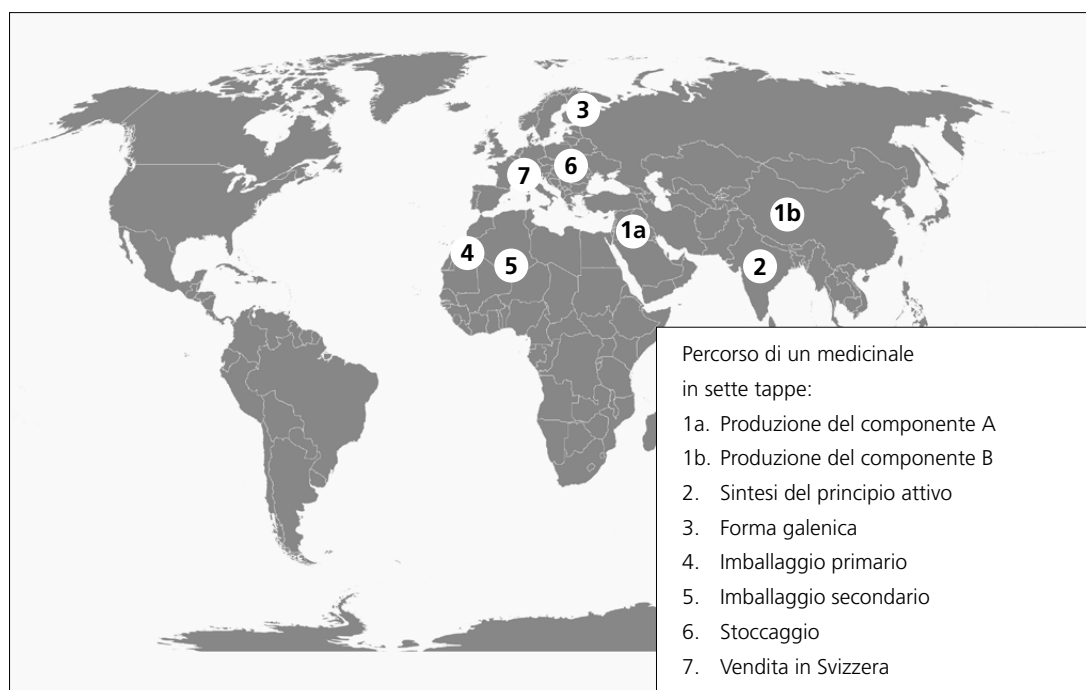 3
6
7
1b
1a
4
5
2
Percorso di un medicinale
in sette tappe:
1a. Produzione del componente A
1b. Produzione del componente B
2. Sintesi del principio attivo
3. Forma galenica
4. Imballaggio primario
5. Imballaggio secondario
6. Stoccaggio
7. Vendita in Svizzera